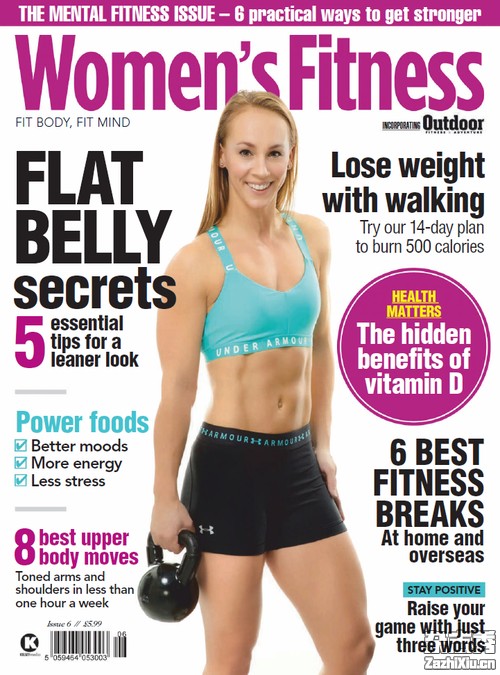 THE MENTAL FITNESS ISSUE – 6 practical ways to get stronger
Women's Fitness
FIT BODY, FIT MIND
INCORPORATING Outdoor
FITNESS + ADVENTURE
FLAT
BELLY
secrets
5 essential
tips for a
leaner look
Power foods
Better moods
More energy
Less stress
8 best upper
body moves
Toned arms and
shoulders in less than
one hour a week
Issue 6 // £5.99
06
5 059464 053003
K
Lose weight
with walking
Try our 14-day plan
to burn 500 calories
HEALTH
MATTERS
The hidden
benefits of
vitamin D
6 BEST
FITNESS
BREAKS
At home and
overseas
STAY POSITIVE
Raise your
game with just
three words
ZazhiXiu.cn
OUR
U
UNDER ARMOUR
ARMOUR ARMOUR